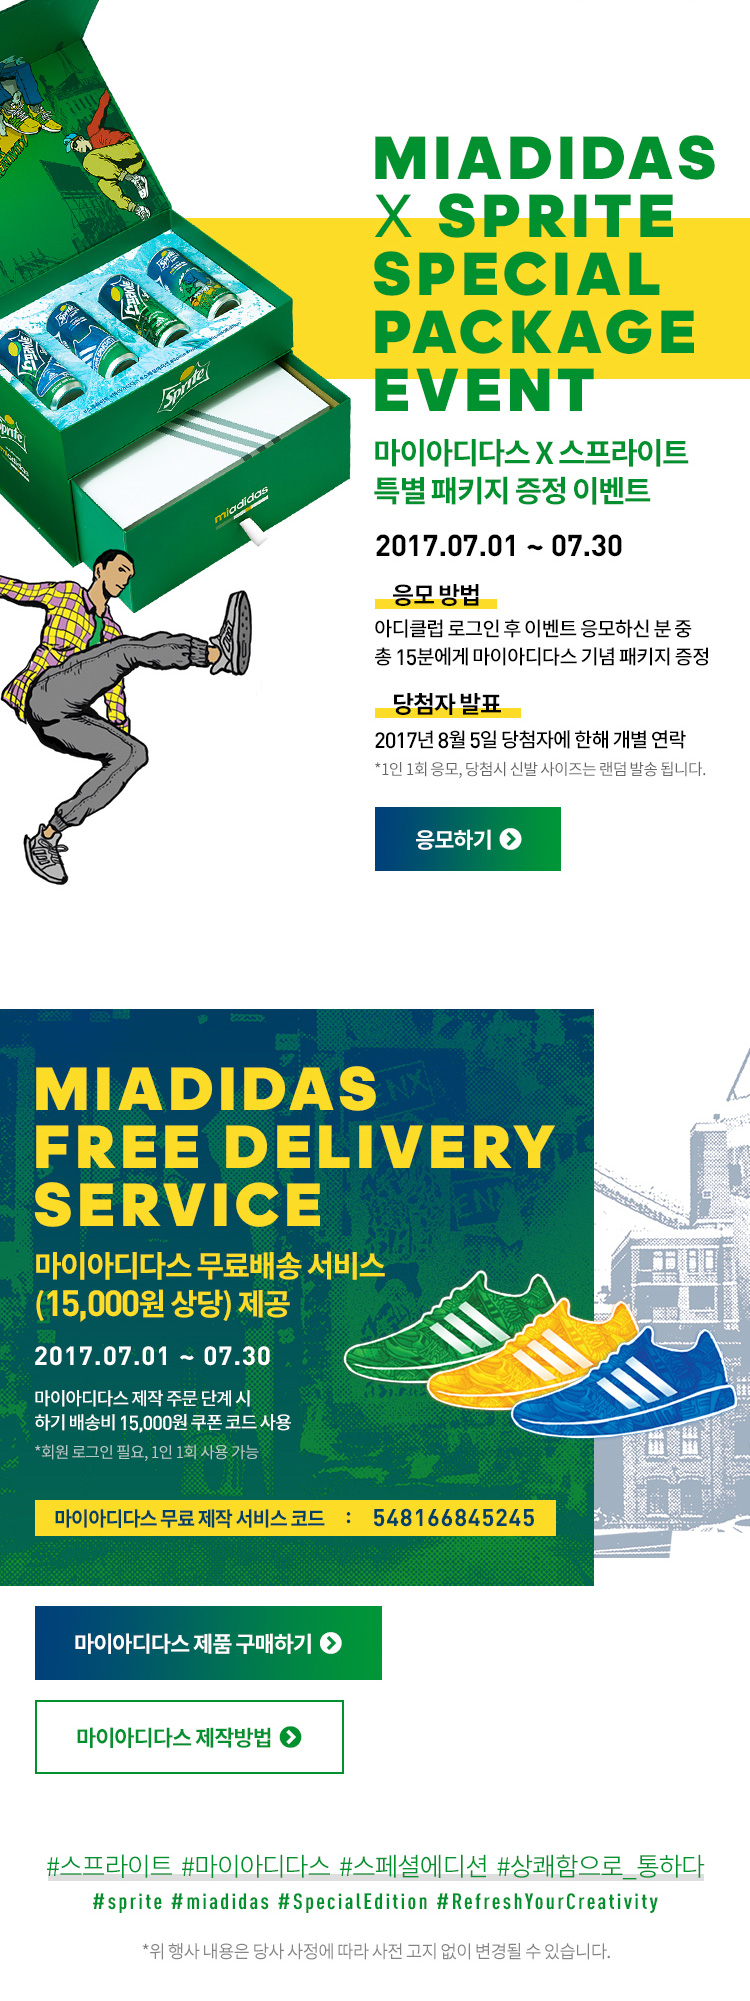 MIADIDAS
X SPRITE
SPECIAL
PACKAGE
EVENT
마이아디다스 X 스프라이트
특별 패키지 증정 이벤트
2017.07.01 ~ 07.30
응모 방법
아디클럽 로그인 후 이벤트 응모하신 분 중
총 15분에게 마이아디다스 기념 패키지 증정
당첨자 발표
2017년 8월 5일 당첨자에 한해 개별 연락
*1인 1회 응모, 당첨시 신발 사이즈는 랜덤 발송 됩니다.
응모하기
Sprite
Sprite
Sprite
Sprite
Sprite
Sprite
miadidas
miadidas
MIADIDAS
FREE DELIVERY
SERVICE
마이아디다스 무료배송 서비스
(15,000원 상당) 제공
2017.07.01 ~ 07.30
마이아디다스 제작 주문 단계 시
하기 배송비 15,000원 쿠폰 코드 사용
*회원 로그인 필요, 1인 1회 사용 가능
마이아디다스 무료 제작 서비스 코드 : 548166845245
마이아디다스 제품 구매하기
마이아디다스 제작방법
#스프라이트 #마이아디다스 #스페셜에디션 #상쾌함으로_통하다
#sprite #miadidas #SpecialEdition #RefreshYourCreativity
*위 행사 내용은 당사 사정에 따라 사전 고지 없이 변경될 수 있습니다.